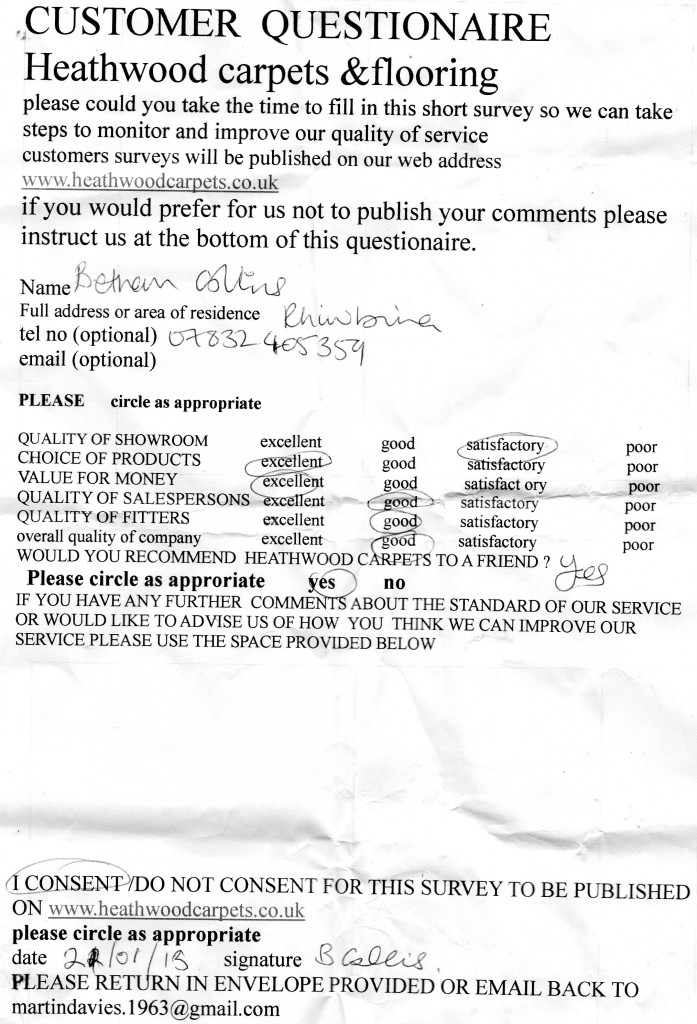 CUSTOMER QUESTIONAIRE
Heathwood carpets &flooring
please could you take the time to fill in this short survey so we can take
steps to monitor and improve our quality of service
customers surveys will be published on our web address
www.heathwoodcarpets.co.uk
if you would prefer for us not to publish your comments please
instruct us at the bottom of this questionaire.
Name Bethan Collins
Full address or area of residence Rhiwbina
tel no (optional) 07832 405359
email (optional)
PLEASE circle as appropriate
QUALITY OF SHOWROOM excellent good satisfactory poor
CHOICE OF PRODUCTS excellent good satisfactory poor
VALUE FOR MONEY excellent good satisfact ory poor
QUALITY OF SALESPERSONS excellent good satisfactory poor
QUALITY OF FITTERS excellent good satisfactory poor
overall quality of company excellent good satisfactory poor
WOULD YOU RECOMMEND HEATHWOOD CARPETS TO A FRIEND ? Yes
Please circle as approriate yes no
IF YOU HAVE ANY FURTHER COMMENTS ABOUT THE STANDARD OF OUR SERVICE
OR WOULD LIKE TO ADVISE US OF HOW YOU THINK WE CAN IMPROVE OUR
SERVICE PLEASE USE THE SPACE PROVIDED BELOW
I CONSENT/DO NOT CONSENT FOR THIS SURVEY TO BE PUBLISHED
ON www.heathwoodcarpets.co.uk
please circle as appropriate
date /01/13 signature B
PLEASE RETURN IN ENVELOPE PROVIDED OR EMAIL BACK TO
martindavies.1963@gmail.com